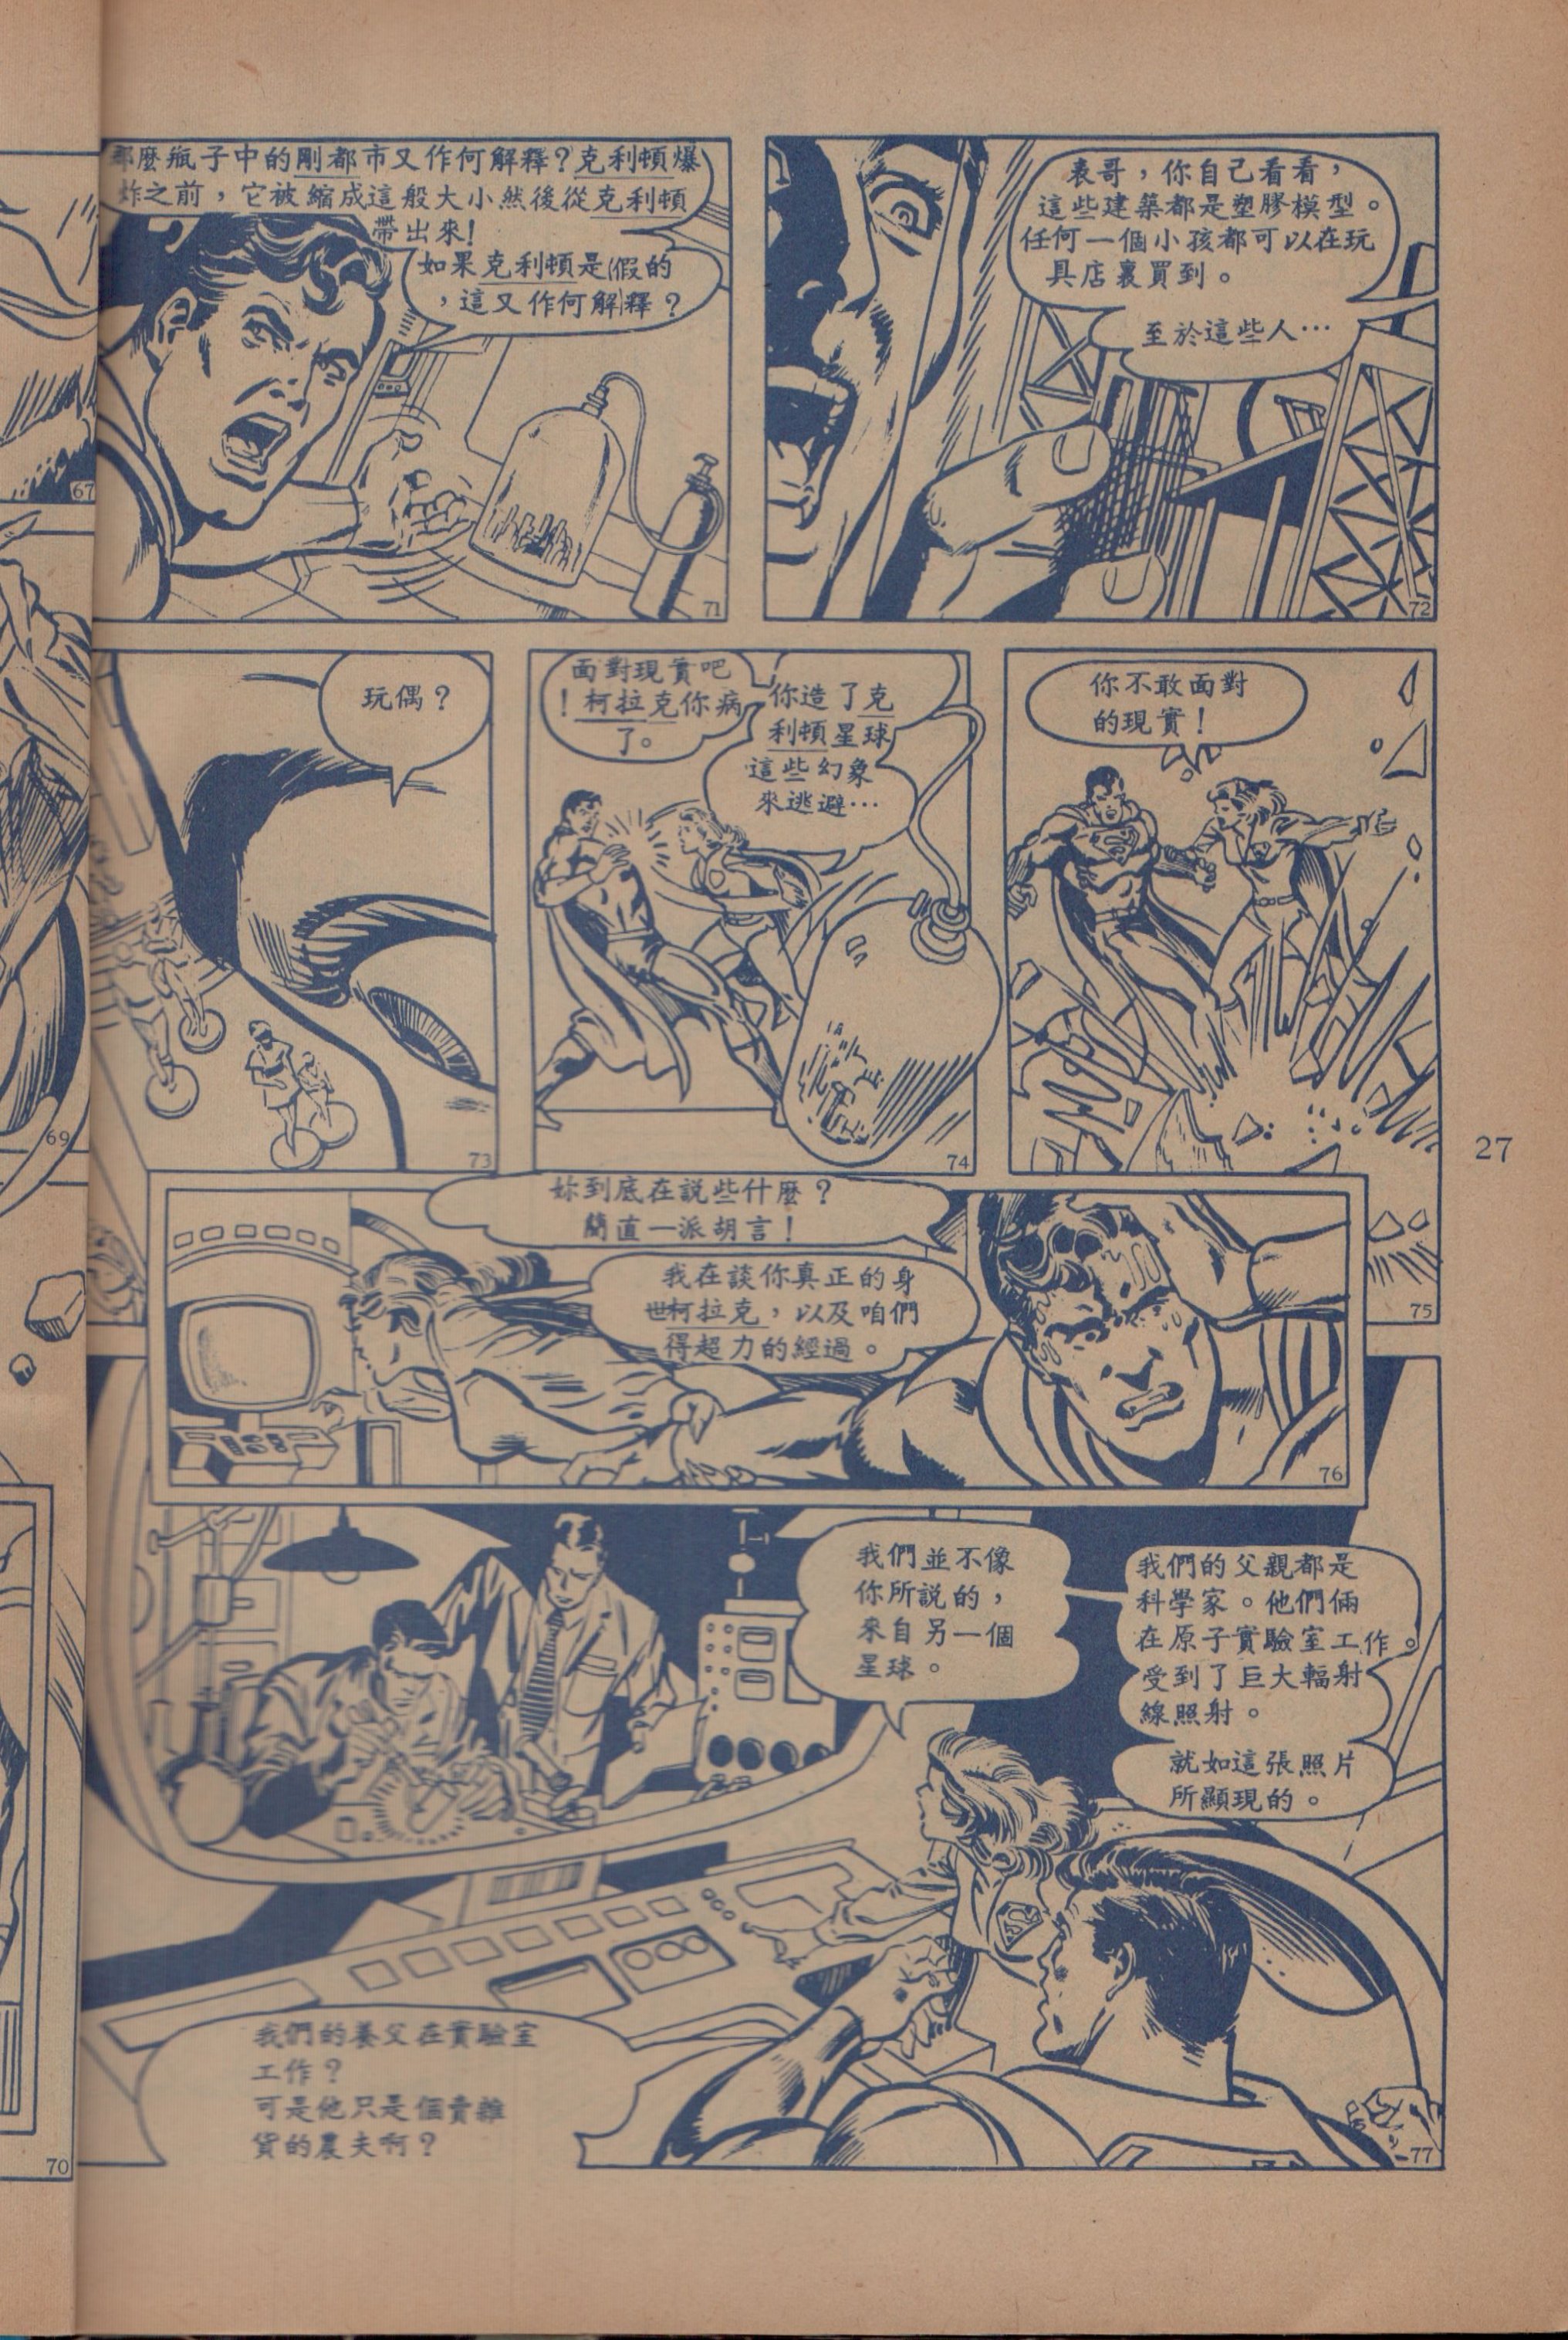 那麼瓶子中的剛都市又作何解釋?克利頓爆
炸之前,它被縮成這般大小然後從克利頓
帶出來!
如果克利頓是假的
,這又作何解釋?
71
表哥,你自己看看,
這些建築都是塑膠模型。
任何一個小孩都可以在玩
具店裏買到。
至於這些人…
72
67
玩偶?
73
面對現實吧
!柯拉克你病
了。
你造了克
利頓星球
這些幻象
來逃避…
74
你不敢面對
的現實!
75
69
27
妳到底在說些什麼?
簡直一派胡言!
我在談你真正的身
世柯拉克,以及咱們
得超力的經過。
76
我們並不像
你所說的,
來自另一個
星球。
我們的父親都是
科學家。他們倆
在原子實驗室工作。
受到了巨大輻射
線照射。
就如這張照片
所顯現的。
我們的養父在實驗室
工作?
可是他只是個賣雜
貨的農夫啊?
77
70